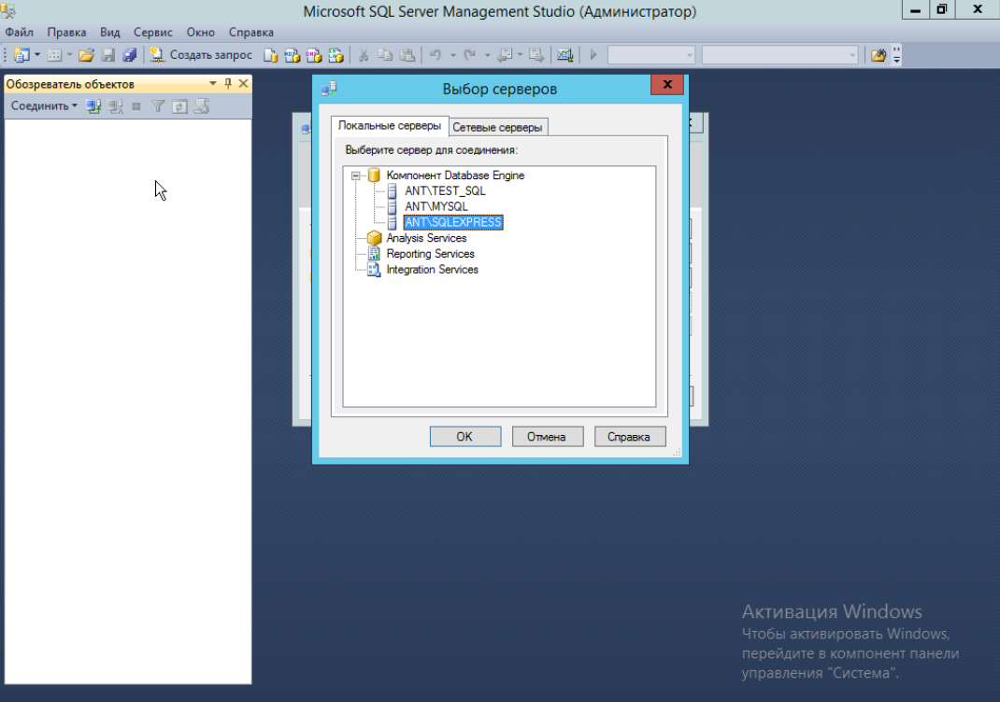 Microsoft SQL Server Management Studio (Администратор)
Файл Правка Вид Сервис Окно Справка
Создать запрос
Обозреватель объектов
Соединить
Выбор серверов
Локальные серверы Сетевые серверы
Выберите сервер для соединения:
Компонент Database Engine
ANT\TEST_SQL
ANT\MYSQL
ANT\SQLEXPRESS
Analysis Services
Reporting Services
Integration Services
OK Отмена Справка
Активация Windows
Чтобы активировать Windows,
перейдите в компонент панели
управления "Система".